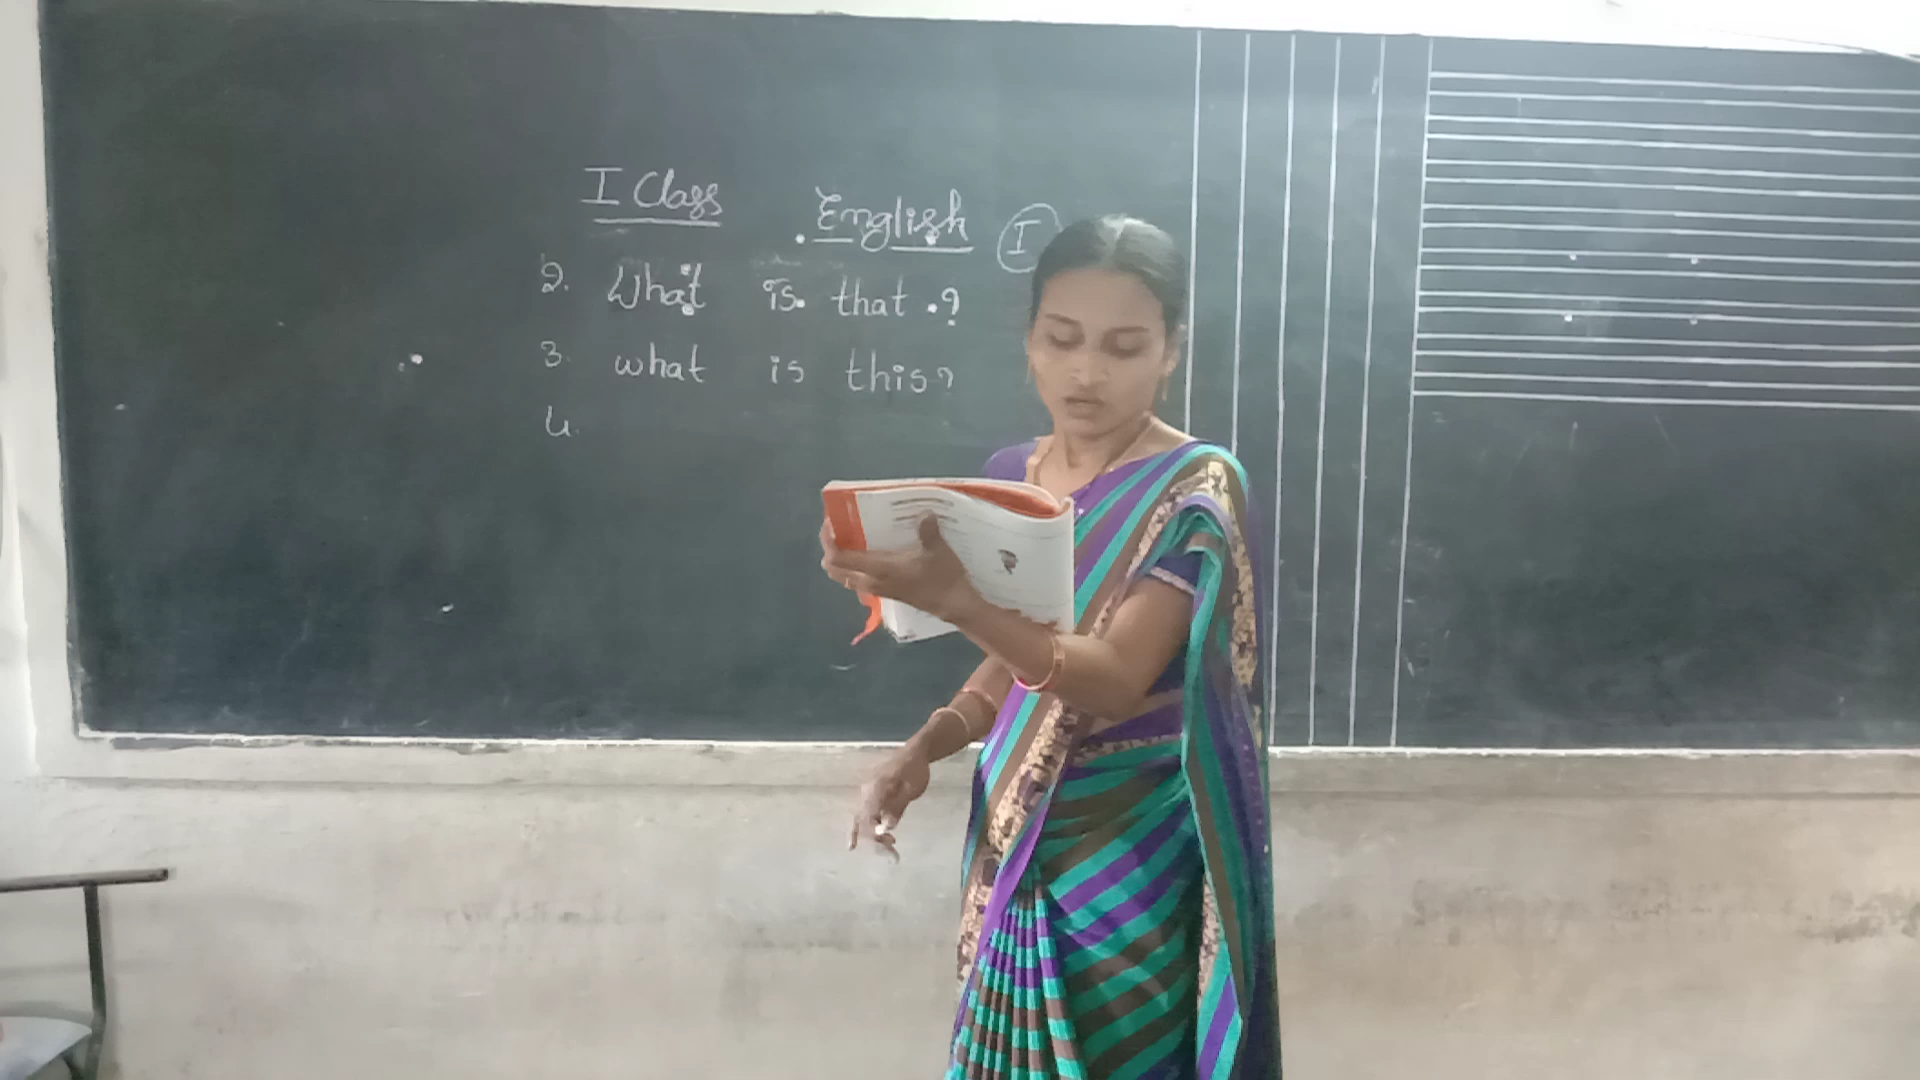 I Class English I
2. What is that ?
3. what is this?
4.